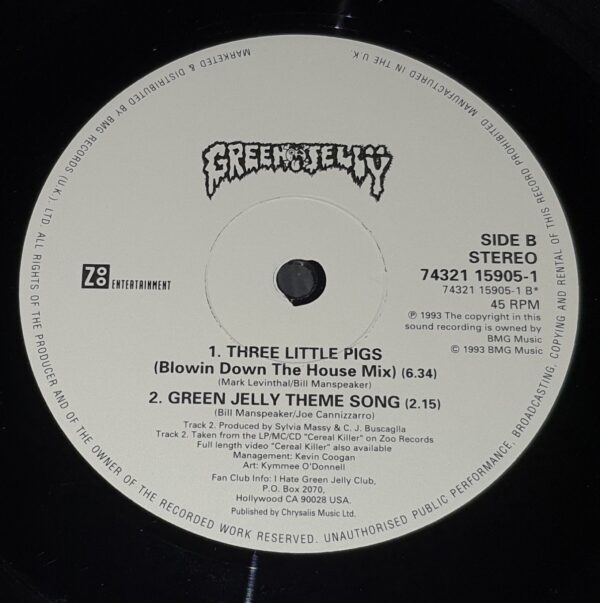 GREEN JELLŸ
SIDE B
STEREO
74321 15905-1
74321 15905-1 B*
45 RPM
℗ 1993 The copyright in this
sound recording is owned by
BMG Music
© 1993 BMG Music
ZOO ENTERTAINMENT
1. THREE LITTLE PIGS
(Blowin Down The House Mix) (6.34)
(Mark Levinthal/Bill Manspeaker)
2. GREEN JELLY THEME SONG (2.15)
(Bill Manspeaker/Joe Cannizzarro)
Track 2. Produced by Sylvia Massy & C. J. Buscaglia
Track 2. Taken from the LP/MC/CD "Cereal Killer" on Zoo Records
Full length video "Cereal Killer" also available
Management: Kevin Coogan
Art: Kymmee O'Donnell
Fan Club Info: I Hate Green Jelly Club,
P.O. Box 2070,
Hollywood CA 90028 USA.
Published by Chrysalis Music Ltd.
MARKETED & DISTRIBUTED BY BMG RECORDS (U.K.) LTD ALL RIGHTS OF THE PRODUCER AND OF THE OWNER OF THE RECORDED WORK RESERVED. UNAUTHORISED PUBLIC PERFORMANCE, BROADCASTING, COPYING AND RENTAL OF THIS RECORD PROHIBITED MANUFACTURED IN THE U.K.